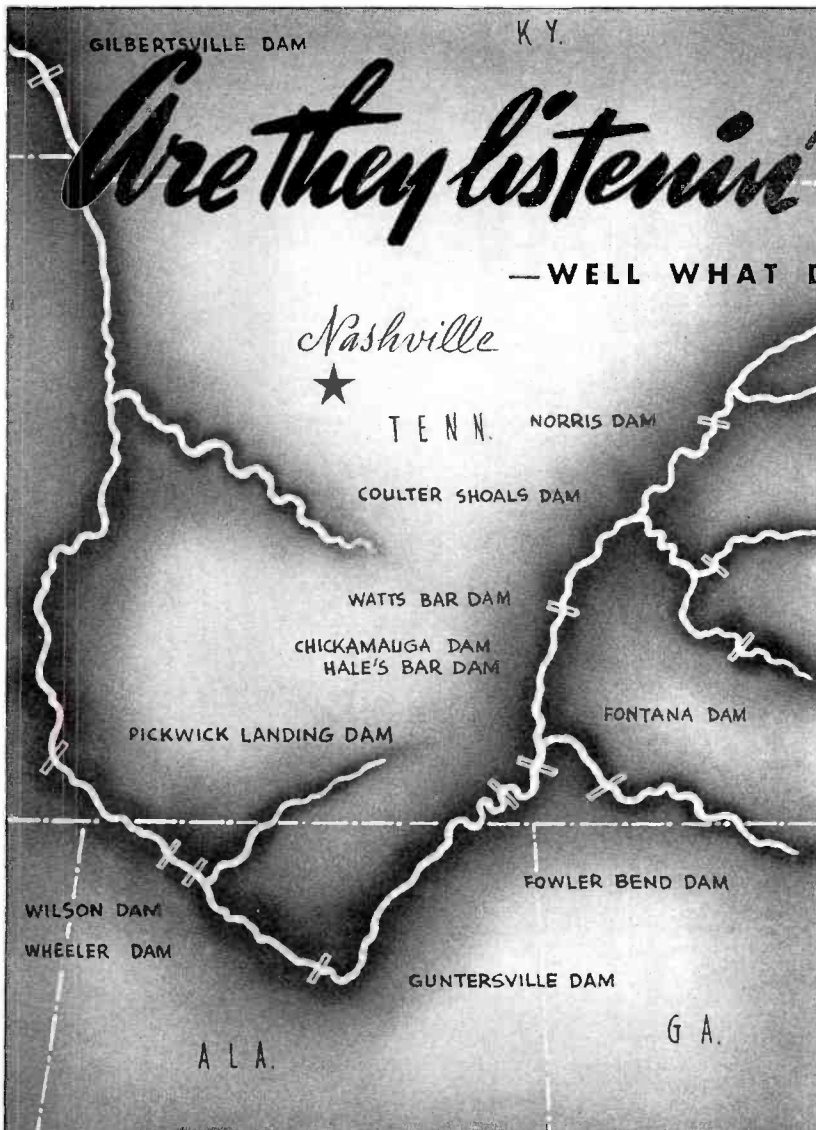 GILBERTSVILLE DAM
KY.
Are they listenin'
—WELL WHAT D
Nashville
TENN.
NORRIS DAM
COULTER SHOALS DAM
WATTS BAR DAM
CHICKAMAUGA DAM
HALE'S BAR DAM
FONTANA DAM
PICKWICK LANDING DAM
FOWLER BEND DAM
WILSON DAM
WHEELER DAM
GUNTERSVILLE DAM
GA.
ALA.